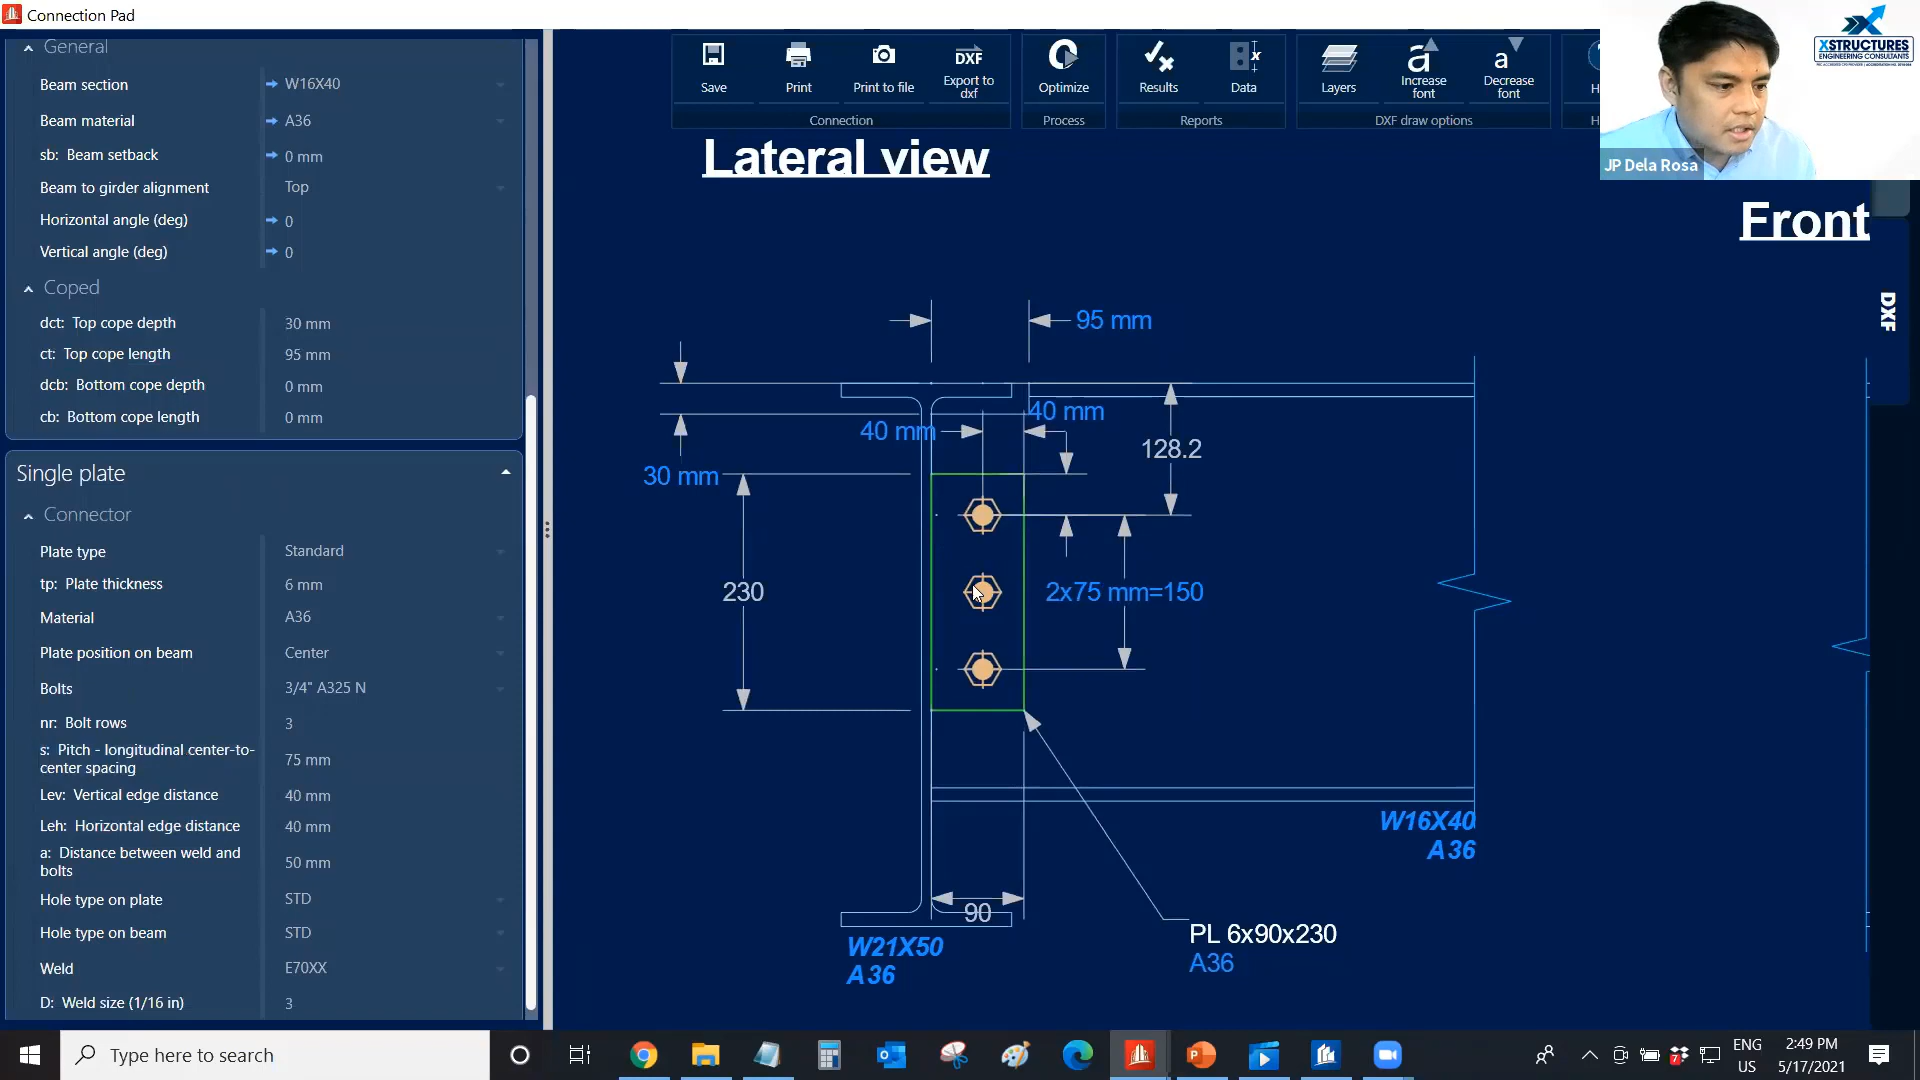 Connection Pad
General
Beam section W16X40
Beam material A36
sb: Beam setback 0 mm
Beam to girder alignment Top
Horizontal angle (deg) 0
Vertical angle (deg) 0
Coped
dct: Top cope depth 30 mm
ct: Top cope length 95 mm
dcb: Bottom cope depth 0 mm
cb: Bottom cope length 0 mm
Single plate
Connector
Plate type Standard
tp: Plate thickness 6 mm
Material A36
Plate position on beam Center
Bolts 3/4" A325 N
nr: Bolt rows 3
s: Pitch - longitudinal center-to-
center spacing 75 mm
Lev: Vertical edge distance 40 mm
Leh: Horizontal edge distance 40 mm
a: Distance between weld and
bolts 50 mm
Hole type on plate STD
Hole type on beam STD
Weld E70XX
D: Weld size (1/16 in) 3
Save
Print
Print to file
DXF
Export to
dxf
Connection
Optimize
Process
Results
Data
Reports
Layers
a
Increase
font
a
Decrease
font
DXF draw options
H
JP Dela Rosa
XSTRUCTURES
ENGINEERING CONSULTANTS
Lateral view
Front
DXF
95 mm
40 mm
40 mm
128.2
30 mm
230
2x75 mm=150
W16X40
A36
90
W21X50
A36
PL 6x90x230
A36
Type here to search
ENG
US
2:49 PM
5/17/2021